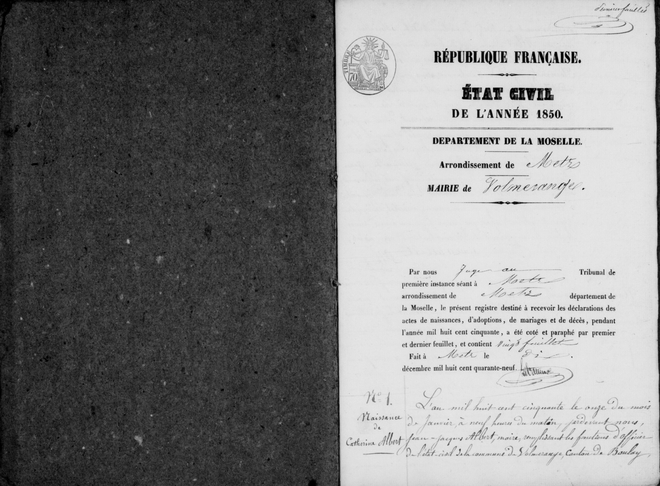 Premier feuillet
TIMBRE
70
RÉPUBLIQUE FRANÇAISE.
ÉTAT CIVIL
DE L'ANNÉE 1850.
DEPARTEMENT DE LA MOSELLE.
Arrondissement de Metz
MAIRIE de Volmerange.
Par nous Juge au Tribunal de
première instance séant à Metz
arrondissement de Metz département de
la Moselle, le présent registre destiné à recevoir les déclarations des
actes de naissances, d'adoptions, de mariages et de décès, pendant
l'année mil huit cent cinquante, a été coté et paraphé par premier
et dernier feuillet, et contient vingt feuillets
Fait à Metz le
décembre mil huit cent quarante-neuf
N° 1.
Naissance
de
Catherine Albert
L'an mil huit cent cinquante le onze du mois
de Janvier, à neuf heures du matin, pardevant nous,
Jean-Jacques Albert, maire, remplissant les fonctions d'officier
de l'état-civil de la commune de Volmerange, Canton de Boulay,